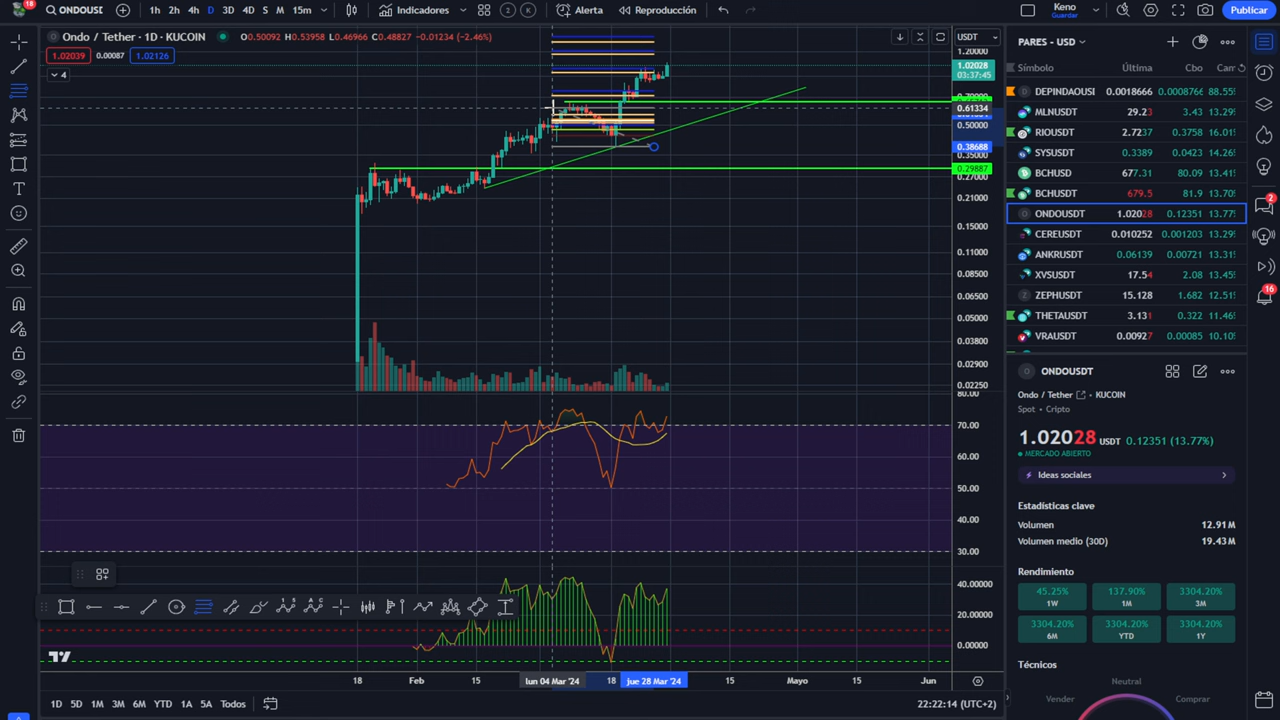 18
ONDOUSD
1h 2h 4h D 3D 4D S M 15m
Indicadores
2 K
Alerta
Reproducción
Keno
Guardar
Publicar
Ondo / Tether · 1D · KUCOIN
O0.50092 H0.53958 L0.46966 C0.48827 −0.01234 (−2.46%)
1.02039 0.00087 1.02126
4
USDT
1.20000
1.02028
03:37:45
0.61334
0.50000
0.38688
0.35000
0.29887
0.27000
0.21000
0.15000
0.11000
0.08500
0.06500
0.05000
0.03800
0.02900
0.02250
80.00
70.00
60.00
50.00
40.00
30.00
40.00000
20.00000
0.00000
18 Feb 15 lun 04 Mar '24 18 jue 28 Mar '24 15 Mayo 15 Jun
1D 5D 1M 3M 6M YTD 1A 5A Todos
22:22:14 (UTC+2)
PARES - USD
Símbolo Última Cbo Can
DEPINDAOUSI 0.0018666 0.0008766 88.55
MLNUSDT 29.23 3.43
RIOUSDT 2.7237 0.3758 16.01
SYSUSDT 0.3389 0.0423 14.26
BCHUSD 677.31 80.09 13.41
BCHUSDT 679.5 81.9 13.70
ONDOUSDT 1.02028 0.12351 13.77
CEREUSDT 0.010252 0.001203 13.29
ANKRUSDT 0.06139 0.00721 13.31
XVSUSDT 17.54 2.08 13.45
ZEPHUSDT 15.128 1.682 12.51
THETAUSDT 3.131 0.322 11.46
VRAUSDT 0.00927 0.00085 10.10
ONDOUSDT
Ondo / Tether · KUCOIN
Spot · Cripto
1.02028 USDT 0.12351 (13.77%)
MERCADO ABIERTO
Ideas sociales
Estadísticas clave
Volumen 12.91M
Volumen medio (30D) 19.43M
Rendimiento
45.25% 137.90% 3304.20%
1W 1M 3M
3304.20% 3304.20% 3304.20%
6M YTD 1Y
Técnicos
Neutral
Vender Comprar
2
16